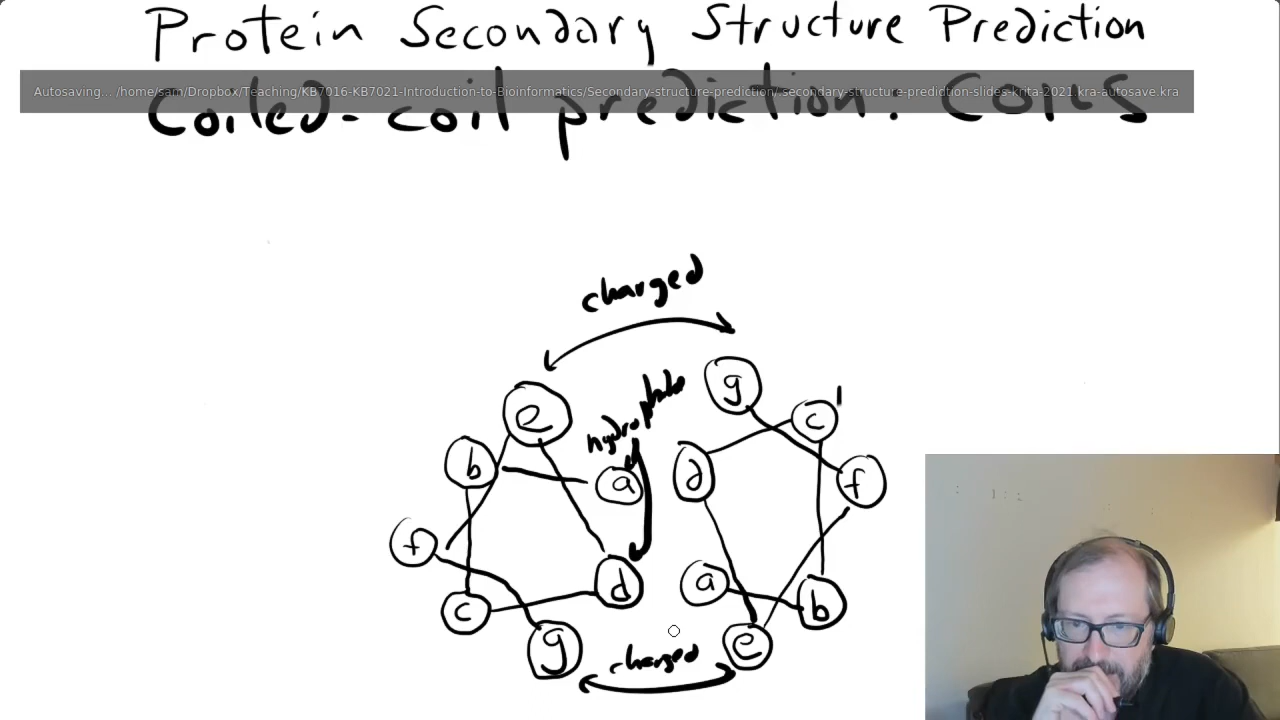 Protein Secondary Structure Prediction
Autosaving... /home/sam/Dropbox/Teaching/KB7016-KB7021-Introduction-to-Bioinformatics/Secondary-structure-prediction/.secondary-structure-prediction-slides-krita-2021.kra-autosave.kra
Coiled-coil prediction: COILS
charged
e
g
c'
b
a
d
f
f
d
a
b
c
g
e
charged